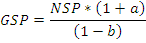 GSP = NSP * (1 + a) / (1 − b)